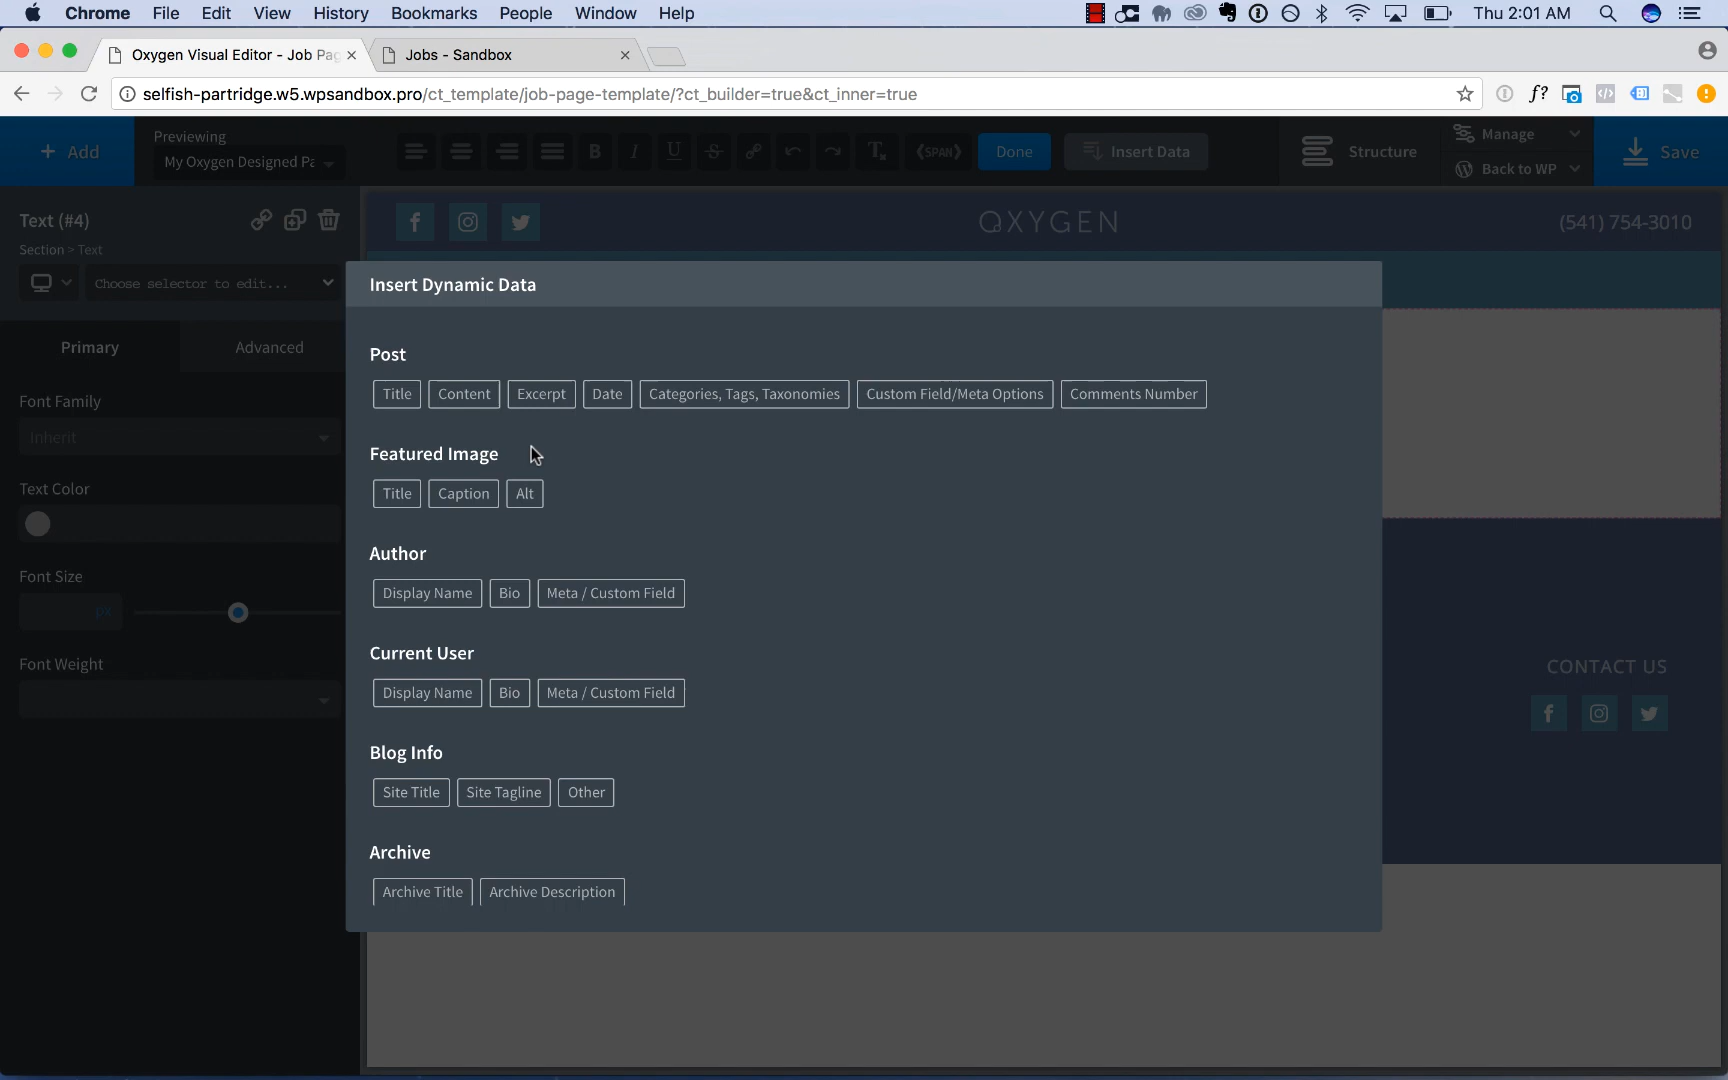 Chrome File Edit View History Bookmarks People Window Help Thu 2:01 AM
Oxygen Visual Editor - Job Pag Jobs - Sandbox
selfish-partridge.w5.wpsandbox.pro/ct_template/job-page-template/?ct_builder=true&ct_inner=true f?
+ Add
Previewing
My Oxygen Designed Pa
B I U S <SPAN> Done Insert Data
Structure
Manage
Back to WP
Save
Text (#4)
Section > Text
Choose selector to edit...
Primary Advanced
Font Family
Inherit
Text Color
Font Size
px
Font Weight
OXYGEN
(541) 754-3010
Insert Dynamic Data
Post
Title Content Excerpt Date Categories, Tags, Taxonomies Custom Field/Meta Options Comments Number
Featured Image
Title Caption Alt
Author
Display Name Bio Meta / Custom Field
Current User
Display Name Bio Meta / Custom Field
Blog Info
Site Title Site Tagline Other
Archive
Archive Title Archive Description
CONTACT US